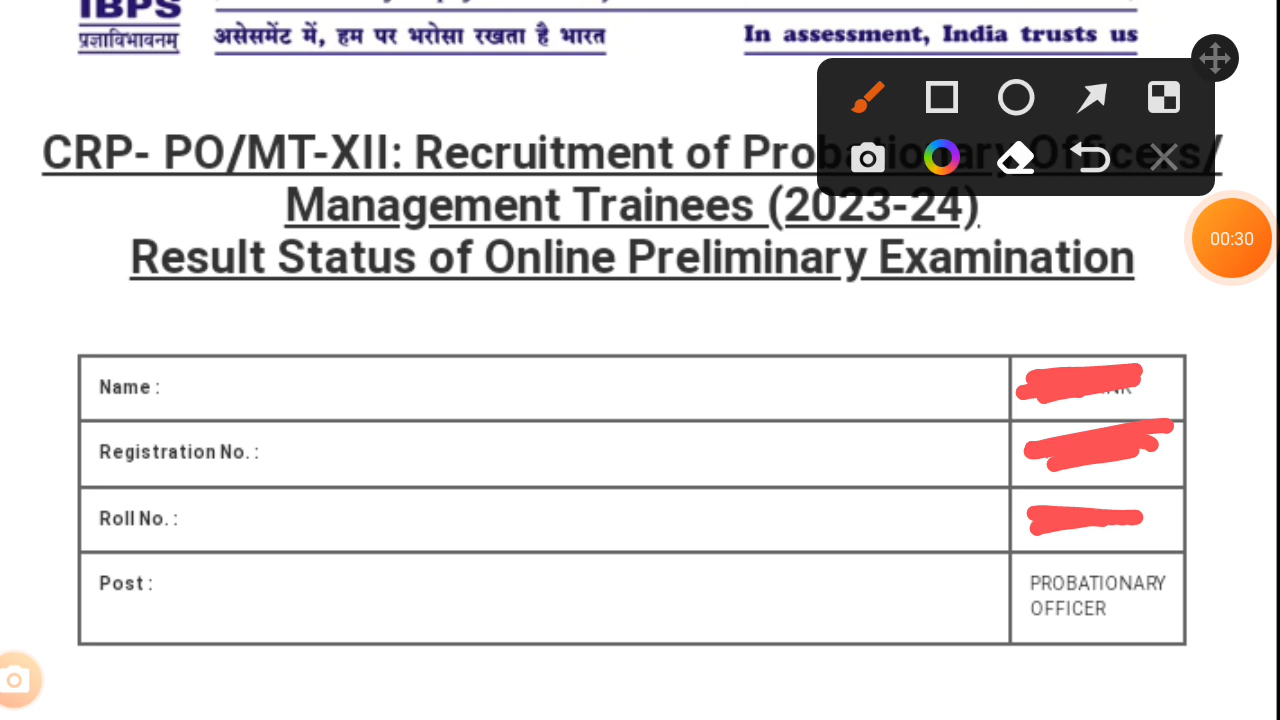 IBPS
प्रज्ञाविभावनम्
असेसमेंट में, हम पर भरोसा रखता है भारत
In assessment, India trusts us
CRP- PO/MT-XII: Recruitment of Probationary Officers/
Management Trainees (2023-24)
Result Status of Online Preliminary Examination
00:30
Name :
Registration No. :
Roll No. :
Post :
PROBATIONARY
OFFICER